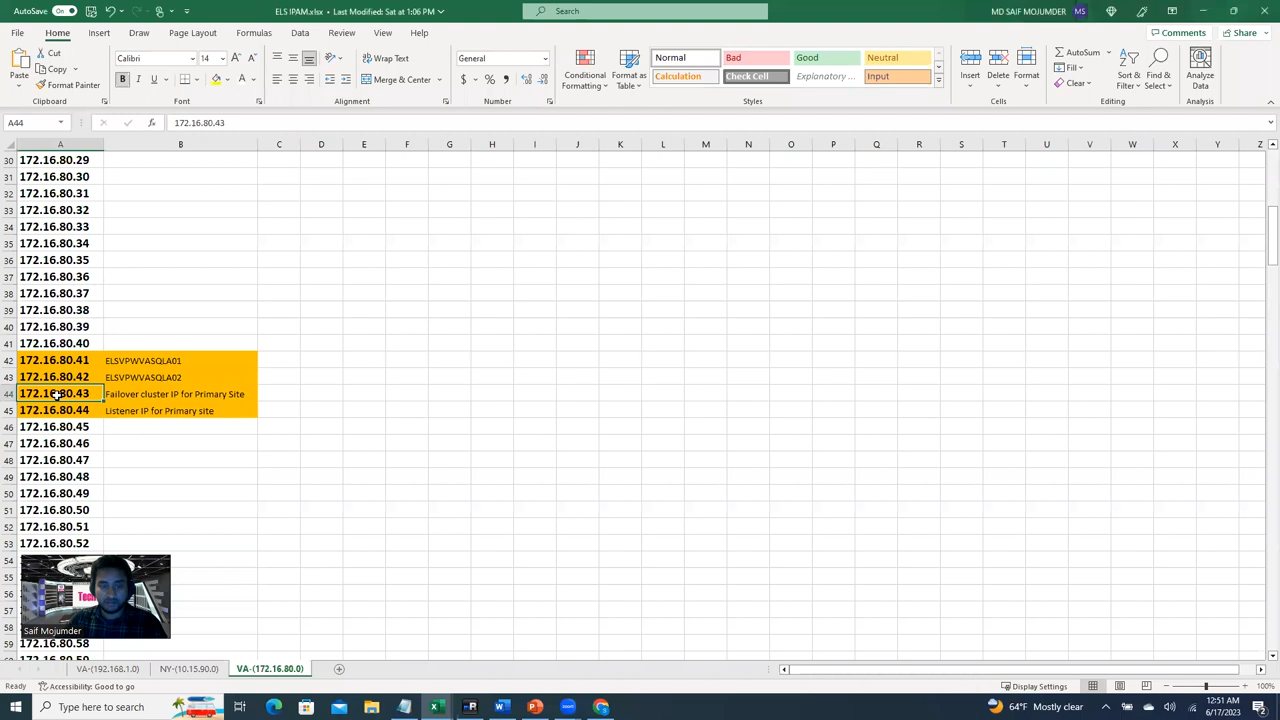 AutoSave On ELS IPAM.xlsx • Last Modified: Sat at 1:06 PM Search MD SAIF MOJUMDER MS
File Home Insert Draw Page Layout Formulas Data Review View Help Comments Share
Paste Cut Copy Format Painter Clipboard
Calibri 14 A A B I U Font
Wrap Text Merge & Center Alignment
General $ % Number
Conditional Formatting Format as Table Normal Bad Good Neutral Calculation Check Cell Explanatory ... Input Styles
Insert Delete Format Cells
AutoSum Fill Clear Sort & Filter Find & Select Editing
Analyze Data Analysis
A44 fx 172.16.80.43
A B C D E F G H I J K L M N O P Q R S T U V W X Y Z
30 172.16.80.29
31 172.16.80.30
32 172.16.80.31
33 172.16.80.32
34 172.16.80.33
35 172.16.80.34
36 172.16.80.35
37 172.16.80.36
38 172.16.80.37
39 172.16.80.38
40 172.16.80.39
41 172.16.80.40
42 172.16.80.41 ELSVPWVASQLA01
43 172.16.80.42 ELSVPWVASQLA02
44 172.16.80.43 Failover cluster IP for Primary Site
45 172.16.80.44 Listener IP for Primary site
46 172.16.80.45
47 172.16.80.46
48 172.16.80.47
49 172.16.80.48
50 172.16.80.49
51 172.16.80.50
52 172.16.80.51
53 172.16.80.52
54
55
56
57 Tech
58
Saif Mojumder
59 172.16.80.58
VA-(192.168.1.0) NY-(10.15.90.0) VA-(172.16.80.0)
Ready Accessibility: Good to go Display Settings 100%
Type here to search 64°F Mostly clear 12:51 AM
6/17/2023